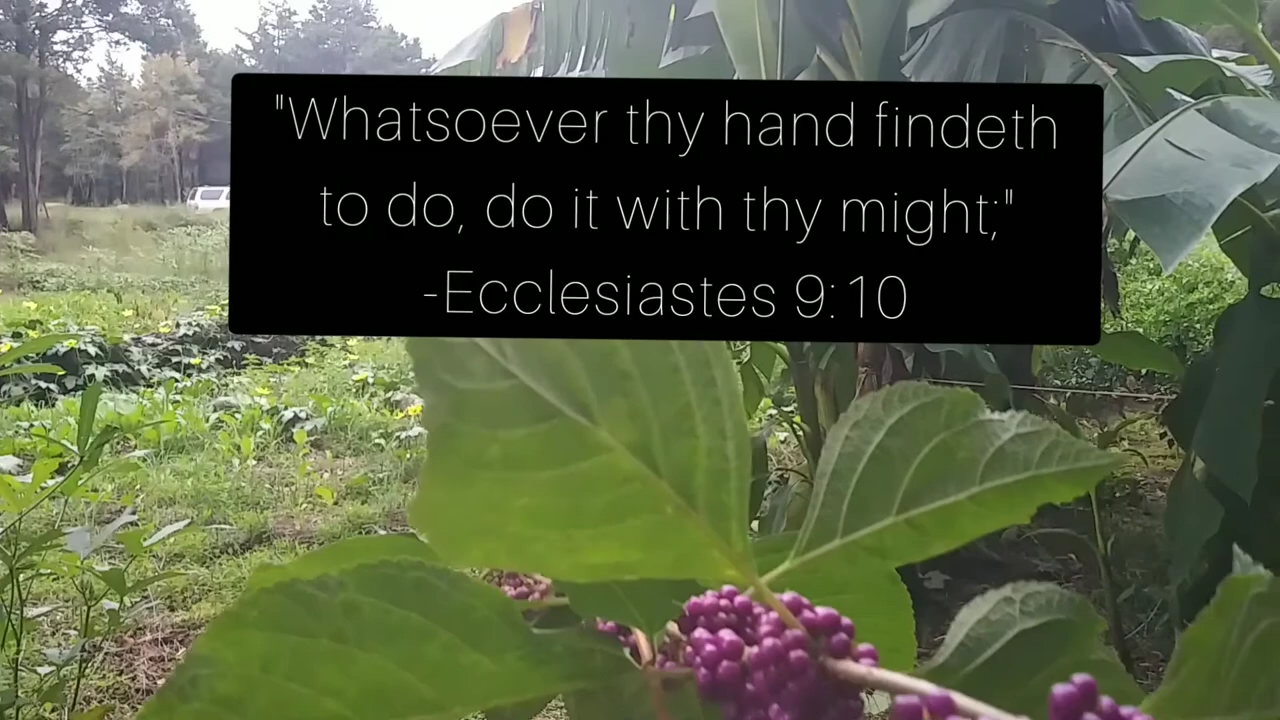 "Whatsoever thy hand findeth
to do, do it with thy might;"
-Ecclesiastes 9:10